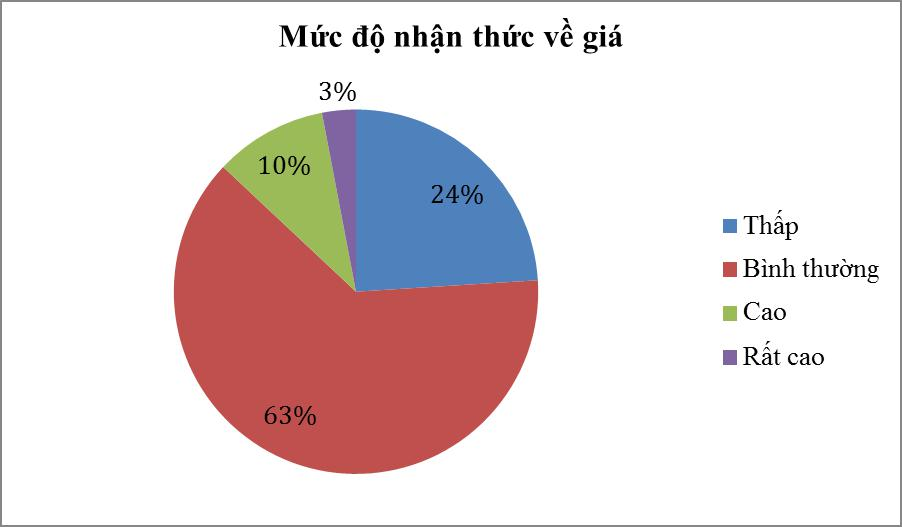 Mức độ nhận thức về giá
3%
10%
24%
63%
Thấp
Bình thường
Cao
Rất cao